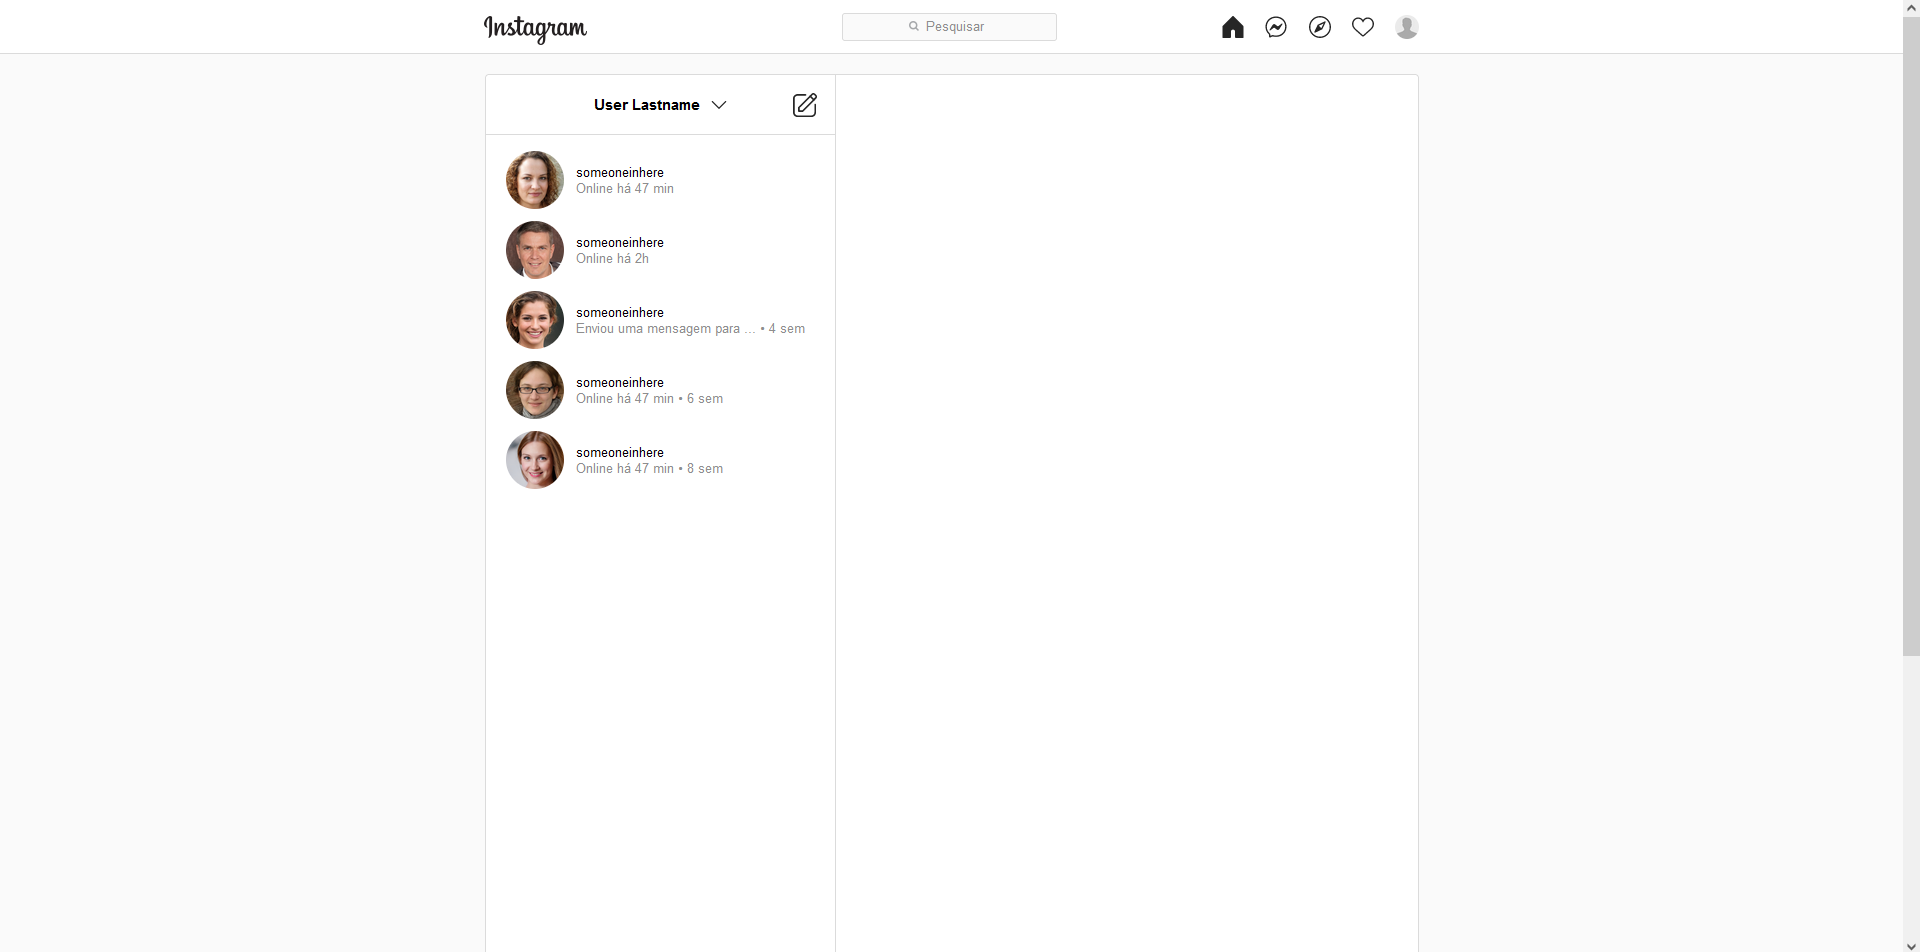 Instagram
Pesquisar
User Lastname
someoneinhere
Online há 47 min
someoneinhere
Online há 2h
someoneinhere
Enviou uma mensagem para ... • 4 sem
someoneinhere
Online há 47 min • 6 sem
someoneinhere
Online há 47 min • 8 sem